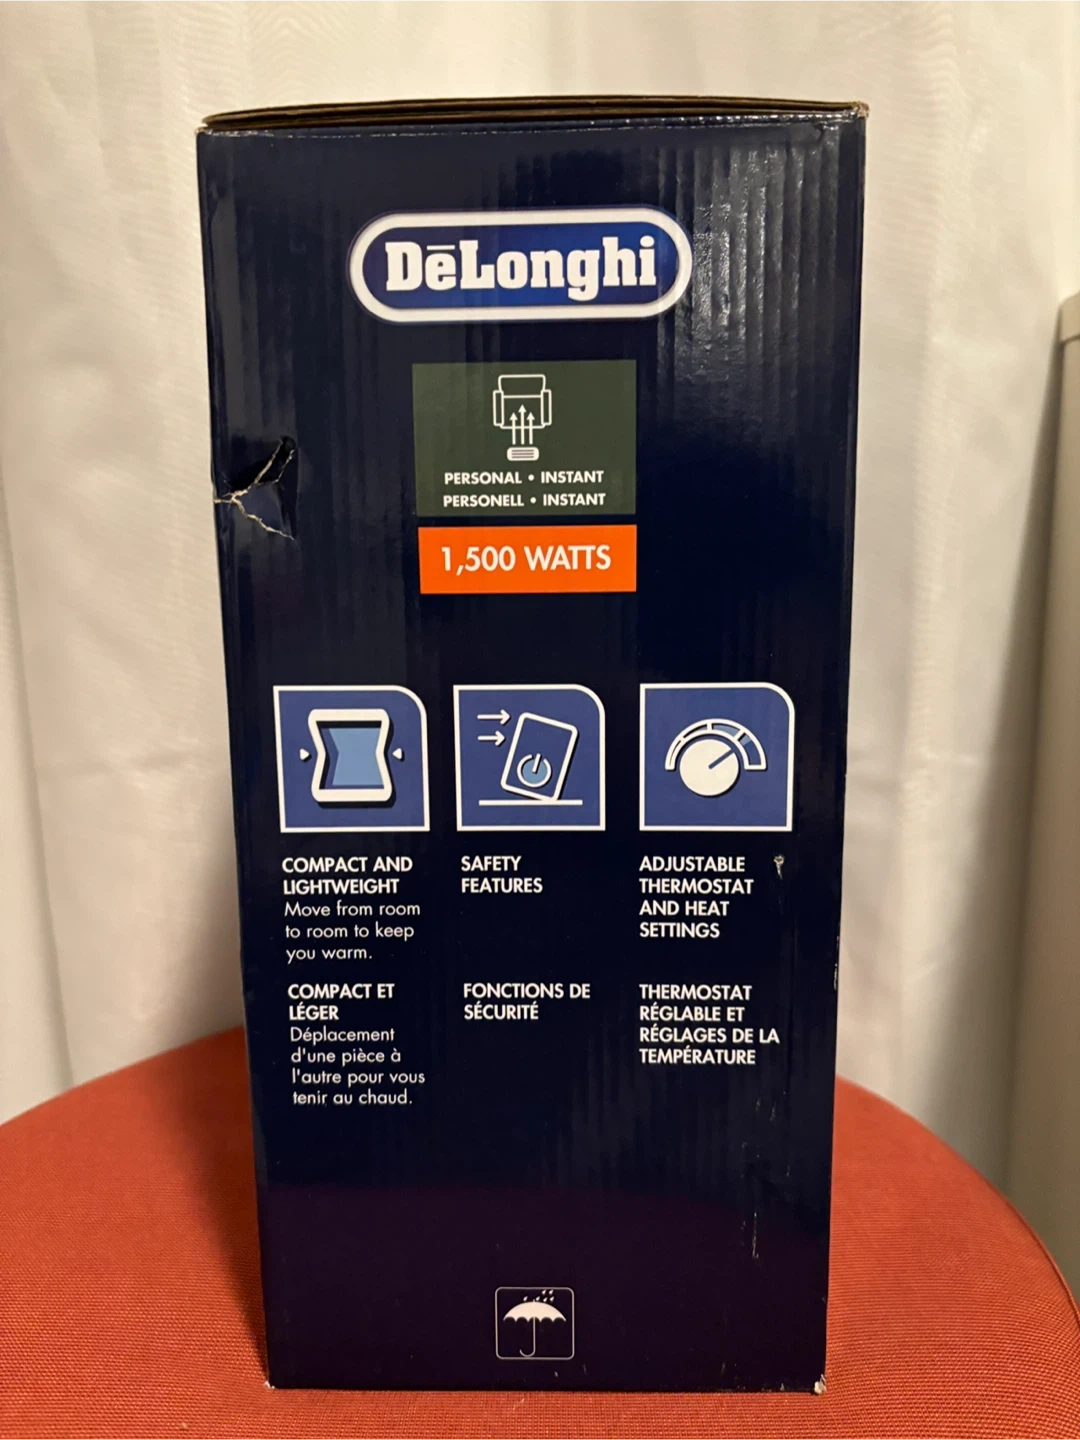 DēLonghi
PERSONAL • INSTANT
PERSONELL • INSTANT
1,500 WATTS
COMPACT AND
LIGHTWEIGHT
Move from room
to room to keep
you warm.
COMPACT ET
LÉGER
Déplacement
d'une pièce à
l'autre pour vous
tenir au chaud.
SAFETY
FEATURES
FONCTIONS DE
SÉCURITÉ
ADJUSTABLE
THERMOSTAT
AND HEAT
SETTINGS
THERMOSTAT
RÉGLABLE ET
RÉGLAGES DE LA
TEMPÉRATURE